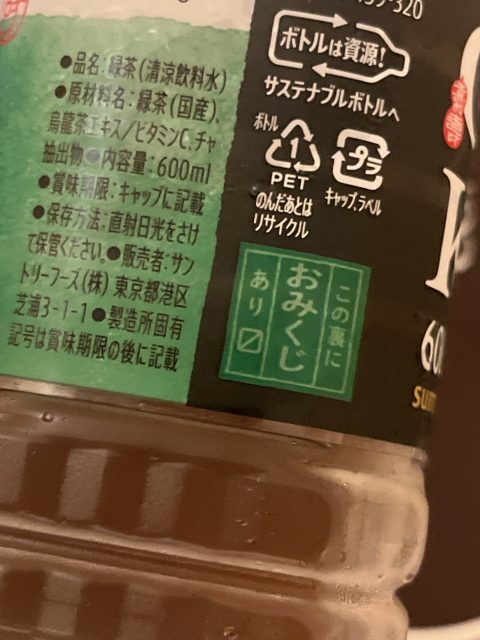 ●品名:緑茶(清涼飲料水)
●原材料名:緑茶(国産)、
烏龍茶エキス/ビタミンC、チャ
抽出物●内容量:600ml
●賞味期限:キャップに記載
●保存方法:直射日光をさけ
て保管ください。●販売者:サン
トリーフーズ(株) 東京都港区
芝浦3-1-1●製造所固有
記号は賞味期限の後に記載
320
ボトルは資源!
サステナブルボトルへ
ボトル
1
PET
のんだあとは
リサイクル
プラ
キャップ、ラベル
この裏に
おみくじ
あり
60
sun